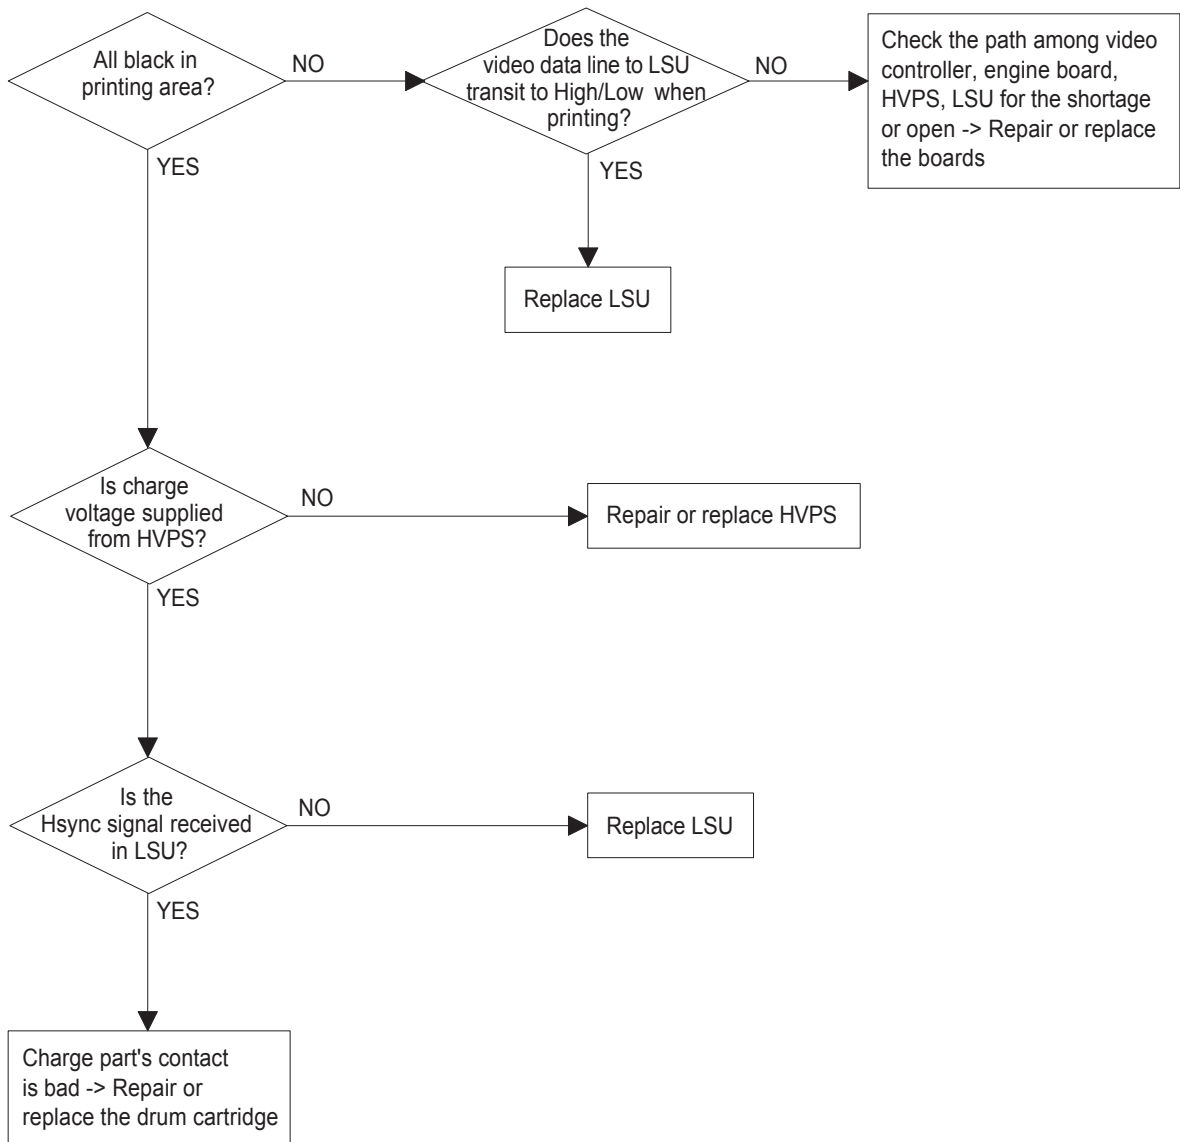 All black in
printing area?
NO
Does the
video data line to LSU
transit to High/Low when
printing?
NO
Check the path among video
controller, engine board,
HVPS, LSU for the shortage
or open -> Repair or replace
the boards
YES
YES
Replace LSU
Is charge
voltage supplied
from HVPS?
NO
Repair or replace HVPS
YES
Is the
Hsync signal received
in LSU?
NO
Replace LSU
YES
Charge part's contact
is bad -> Repair or
replace the drum cartridge